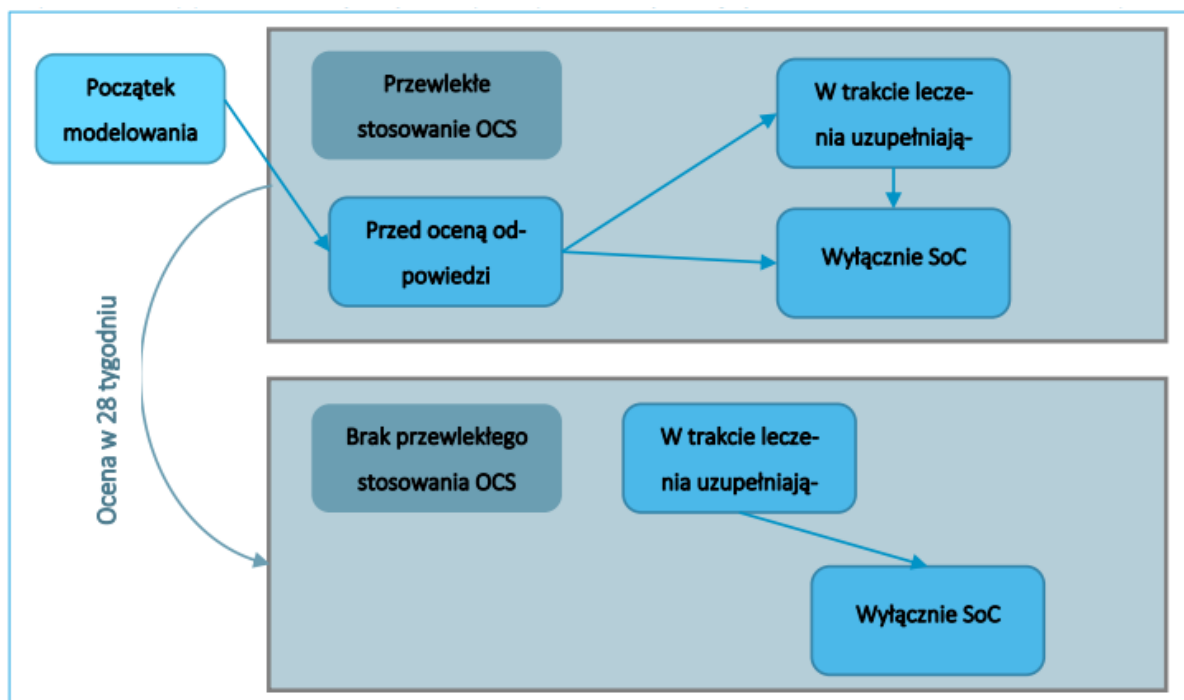 Początek
modelowania
Przewlekłe
stosowanie OCS
W trakcie lecze-
nia uzupełniają-
Przed oceną od-
powiedzi
Wyłącznie SoC
Ocena w 28 tygodniu
Brak przewlekłego
stosowania OCS
W trakcie lecze-
nia uzupełniają-
Wyłącznie SoC